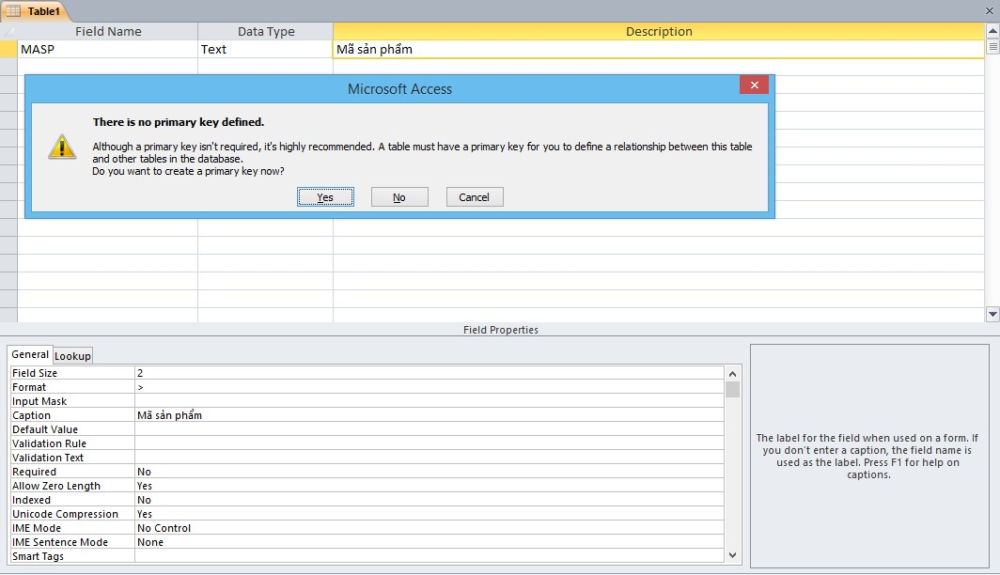 Table1
Field Name Data Type Description
MASP Text Mã sản phẩm
Microsoft Access
There is no primary key defined.
Although a primary key isn't required, it's highly recommended. A table must have a primary key for you to define a relationship between this table
and other tables in the database.
Do you want to create a primary key now?
Yes No Cancel
Field Properties
General Lookup
Field Size 2
Format >
Input Mask
Caption Mã sản phẩm
Default Value
Validation Rule
Validation Text
Required No
Allow Zero Length Yes
Indexed No
Unicode Compression Yes
IME Mode No Control
IME Sentence Mode None
Smart Tags
The label for the field when used on a form. If
you don't enter a caption, the field name is
used as the label. Press F1 for help on
captions.